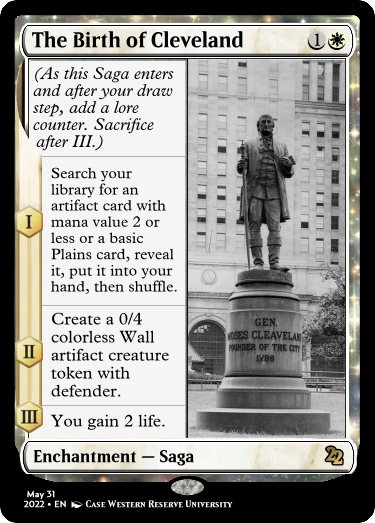 The Birth of Cleveland 1
(As this Saga enters
and after your draw
step, add a lore
counter. Sacrifice
after III.)
I
Search your
library for an
artifact card with
mana value 2 or
less or a basic
Plains card, reveal
it, put it into your
hand, then shuffle.
II
Create a 0/4
colorless Wall
artifact creature
token with
defender.
III
You gain 2 life.
GEN.
MOSES CLEAVELAND
FOUNDER OF THE CITY
1796
Enchantment — Saga
May 31
2022 • EN Case Western Reserve University